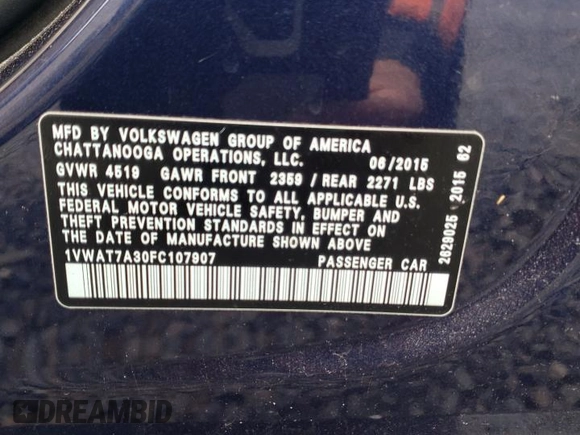 MFD BY VOLKSWAGEN GROUP OF AMERICA
CHATTANOOGA OPERATIONS, LLC. 06/2015
GVWR 4519 GAWR FRONT 2359 / REAR 2271 LBS
THIS VEHICLE CONFORMS TO ALL APPLICABLE U.S.
FEDERAL MOTOR VEHICLE SAFETY, BUMPER AND
THEFT PREVENTION STANDARDS IN EFFECT ON
THE DATE OF MANUFACTURE SHOWN ABOVE
1VWAT7A30FC107907 PASSENGER CAR
2629025 2015 62
DREAMBID